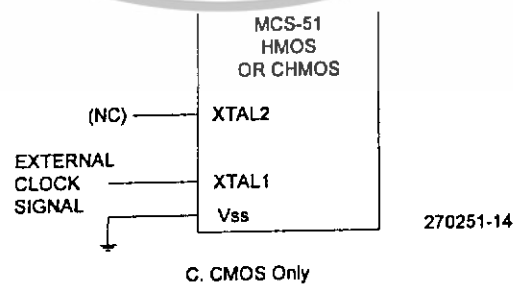 MCS-51
HMOS
OR CHMOS
(NC)
XTAL2
EXTERNAL
CLOCK
SIGNAL
XTAL1
Vss
270251-14
C. CMOS Only